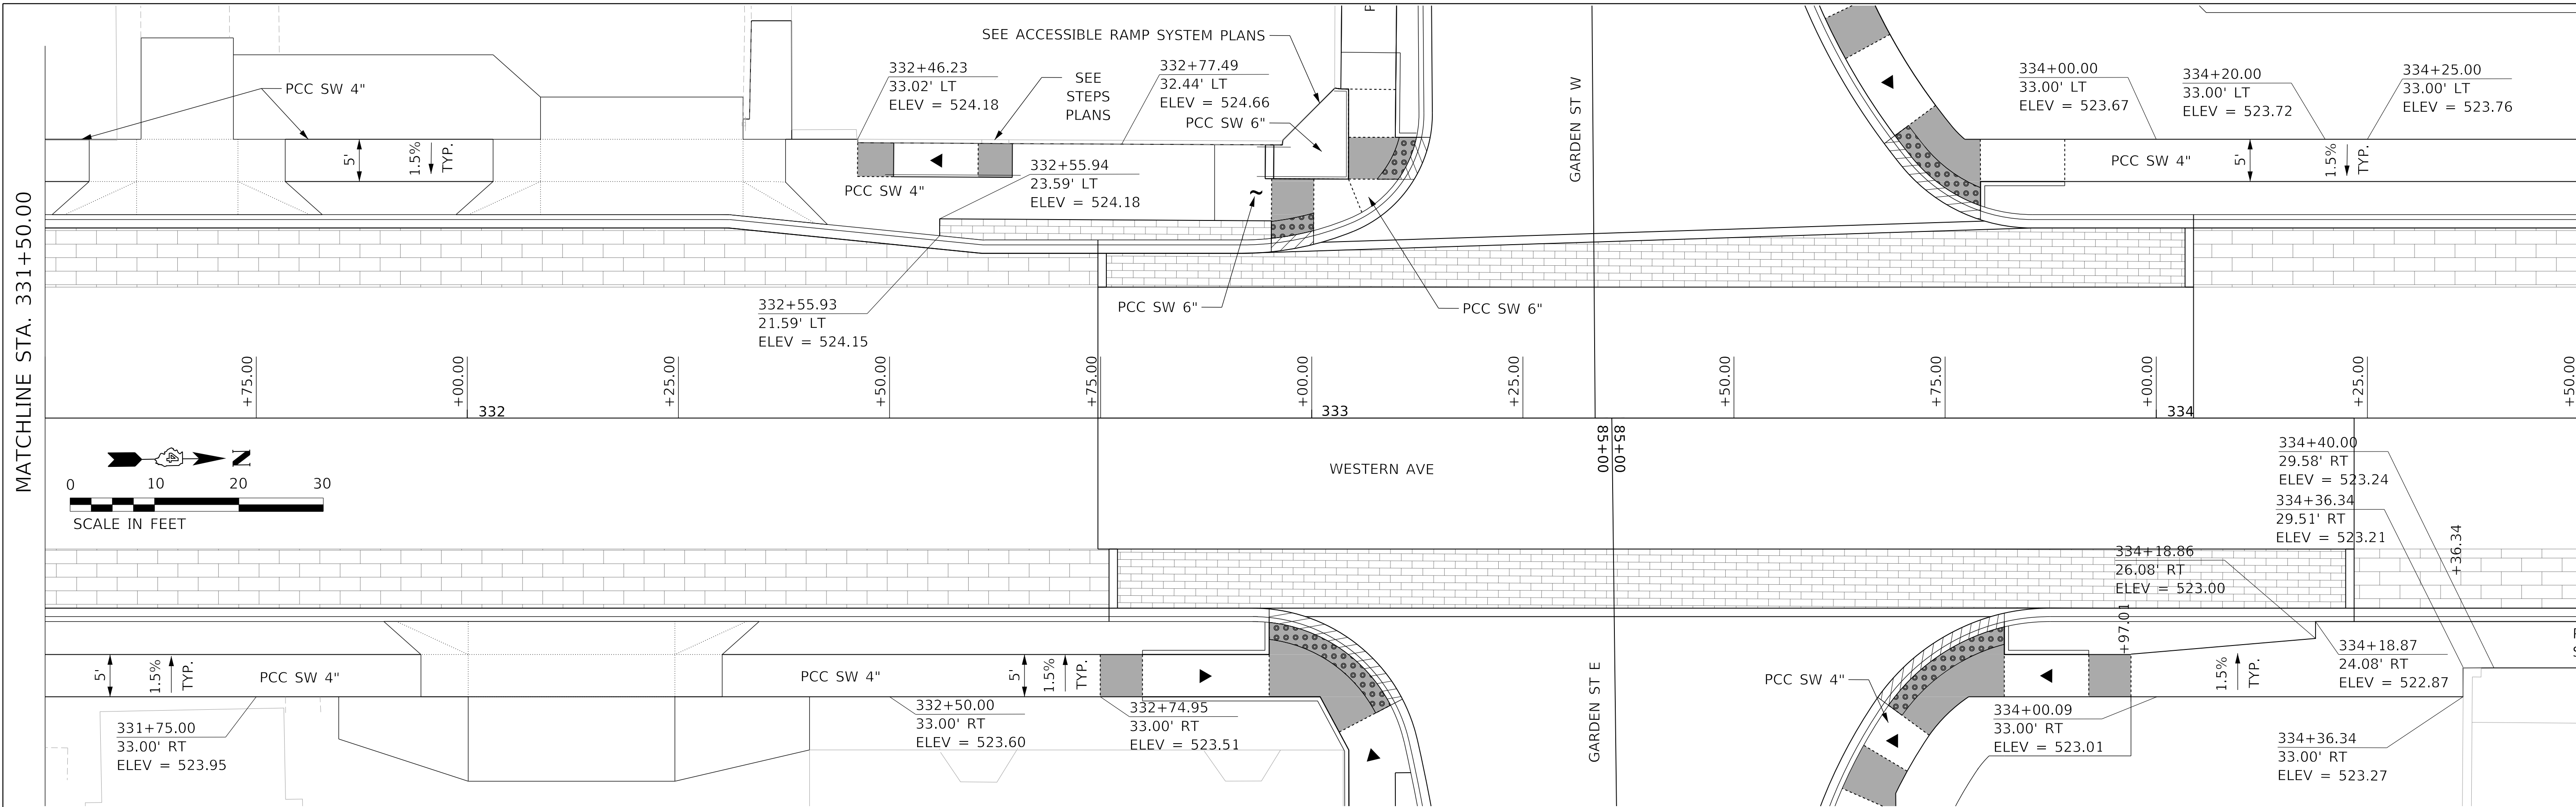 MATCHLINE STA. 331+50.00
PCC SW 4"
5'
1.5%
TYP.
332+46.23
33.02' LT
ELEV = 524.18
SEE
STEPS
PLANS
SEE ACCESSIBLE RAMP SYSTEM PLANS
332+77.49
32.44' LT
ELEV = 524.66
PCC SW 6"
PCC SW 4"
332+55.94
23.59' LT
ELEV = 524.18
~
332+55.93
21.59' LT
ELEV = 524.15
PCC SW 6"
PCC SW 6"
GARDEN ST W
334+00.00
33.00' LT
ELEV = 523.67
334+20.00
33.00' LT
ELEV = 523.72
334+25.00
33.00' LT
ELEV = 523.76
PCC SW 4"
5'
1.5%
TYP.
+75.00
+00.00
332
+25.00
+50.00
+75.00
+00.00
333
+25.00
+50.00
+75.00
+00.00
334
+25.00
+50.00
N
0 10 20 30
SCALE IN FEET
WESTERN AVE
85+00
85+00
334+40.00
29.58' RT
ELEV = 523.24
334+36.34
29.51' RT
ELEV = 523.21
+36.34
334+18.86
26.08' RT
ELEV = 523.00
+97.01
5'
1.5%
TYP.
PCC SW 4"
331+75.00
33.00' RT
ELEV = 523.95
PCC SW 4"
332+50.00
33.00' RT
ELEV = 523.60
5'
1.5%
TYP.
332+74.95
33.00' RT
ELEV = 523.51
GARDEN ST E
PCC SW 4"
334+00.09
33.00' RT
ELEV = 523.01
1.5%
TYP.
334+18.87
24.08' RT
ELEV = 522.87
334+36.34
33.00' RT
ELEV = 523.27